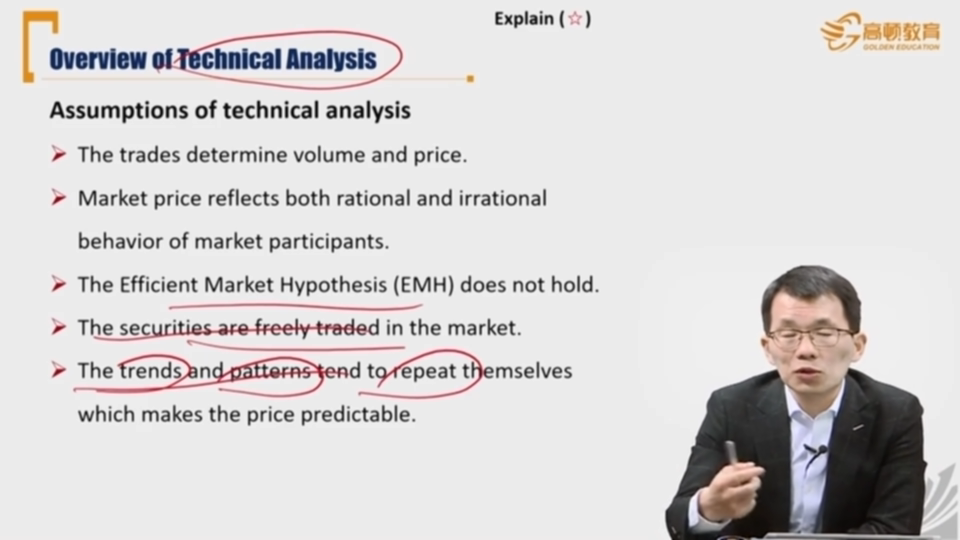 Explain (☆)
高顿教育
GOLDEN EDUCATION
Overview of Technical Analysis
Assumptions of technical analysis
The trades determine volume and price.
Market price reflects both rational and irrational
behavior of market participants.
The Efficient Market Hypothesis (EMH) does not hold.
The securities are freely traded in the market.
The trends and patterns tend to repeat themselves
which makes the price predictable.